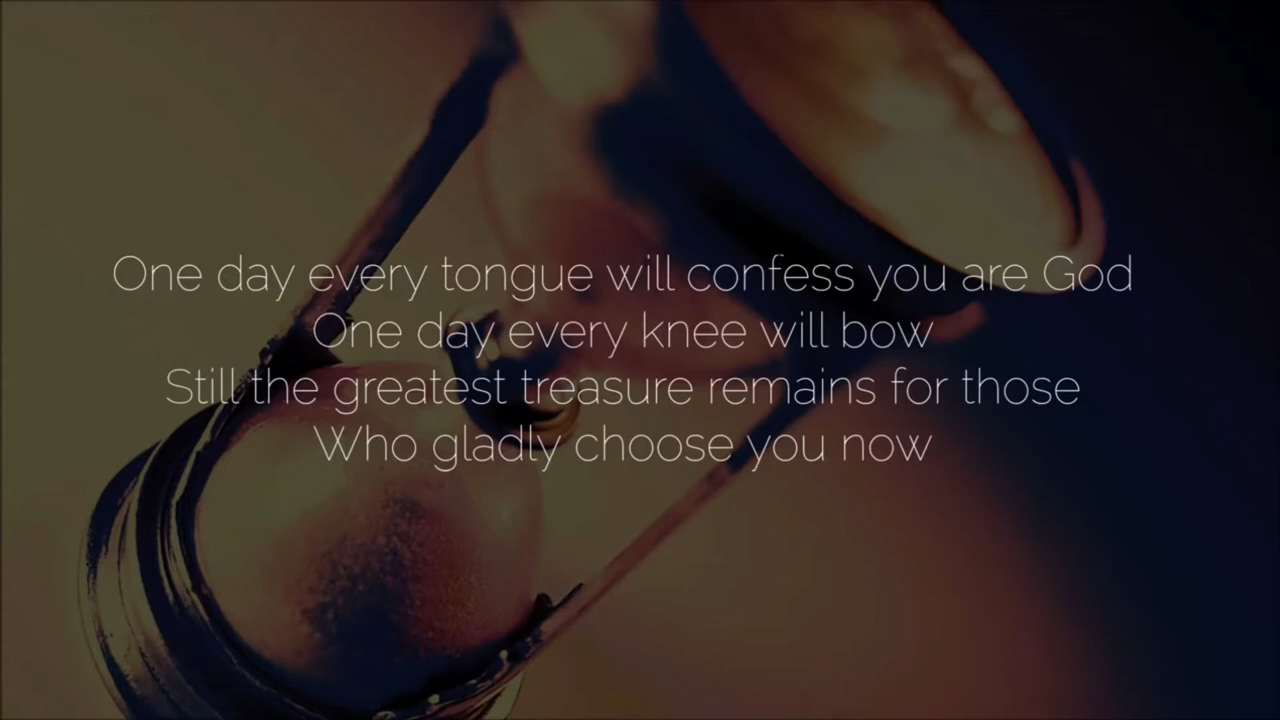 One day every tongue will confess you are God
One day every knee will bow
Still the greatest treasure remains for those
Who gladly choose you now